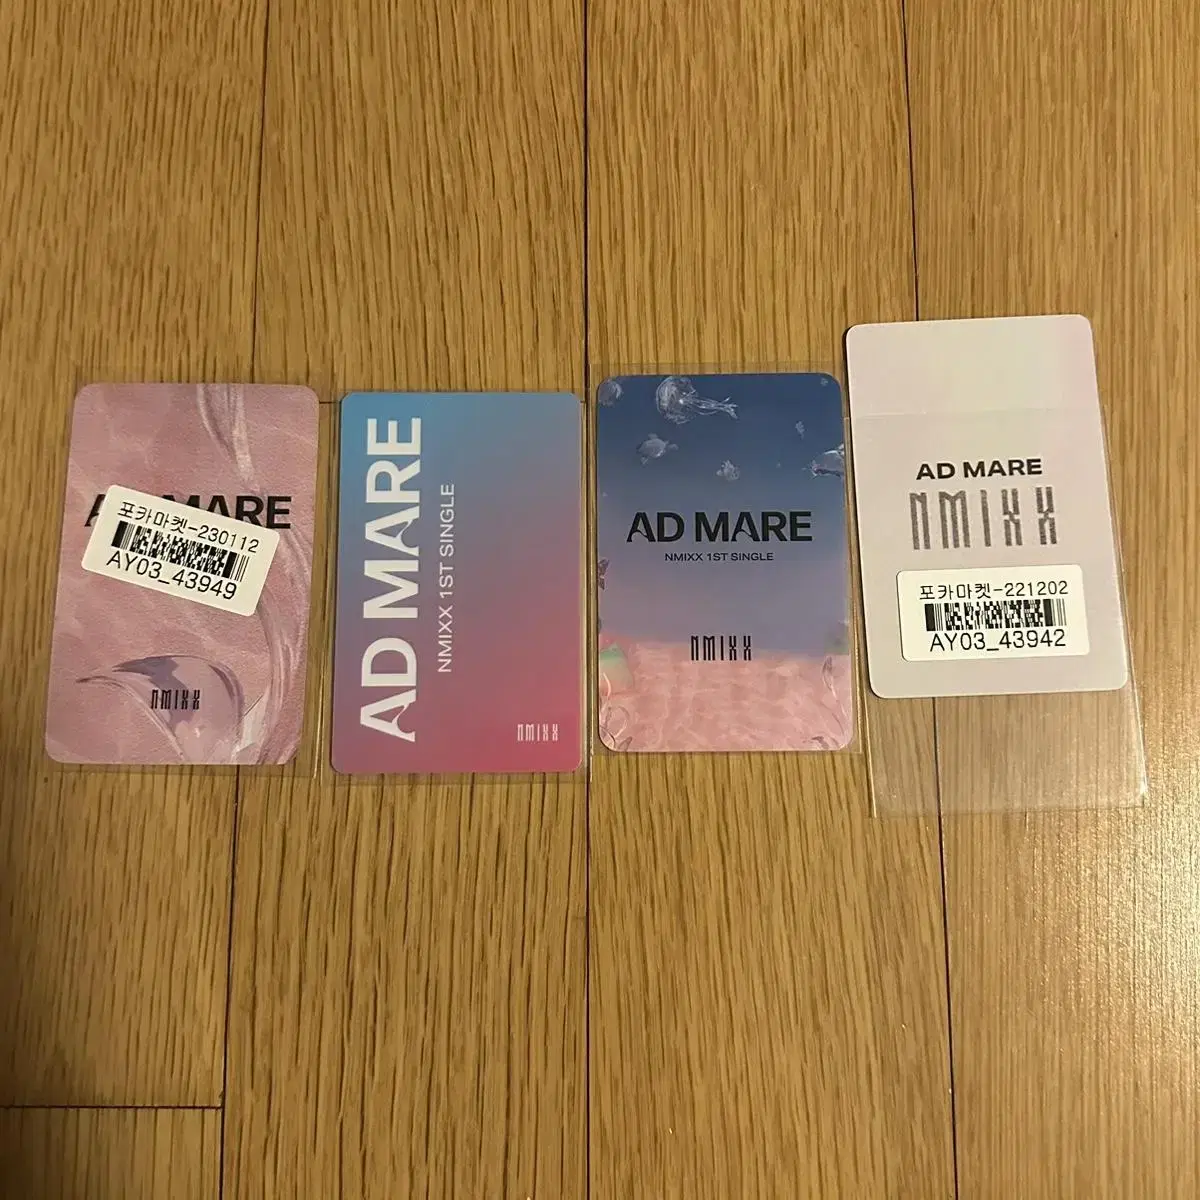 AD MARE
포카마켓-230112
AY03_43949
NMIXX
AD MARE
NMIXX 1ST SINGLE
NMIXX
AD MARE
NMIXX 1ST SINGLE
NMIXX
AD MARE
NMIXX
포카마켓-221202
AY03_43942